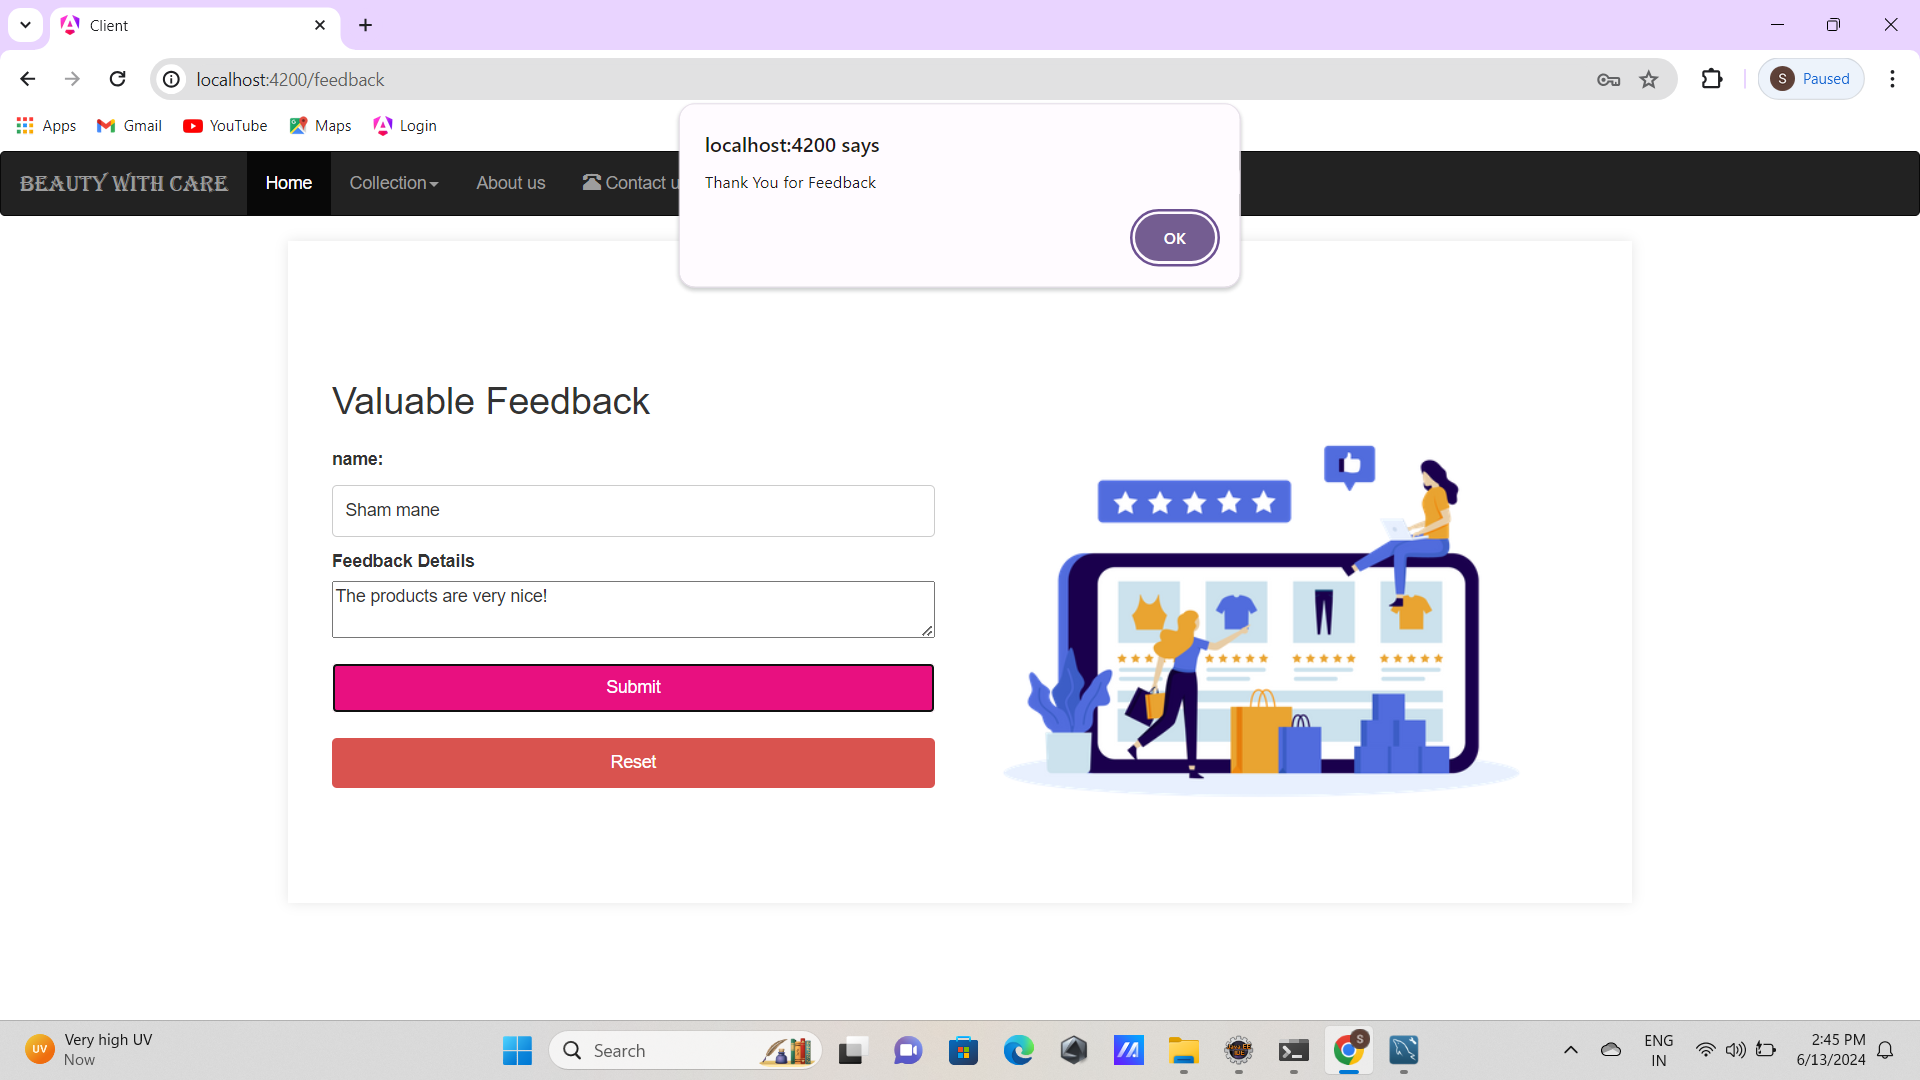 Client
localhost:4200/feedback
S Paused
Apps Gmail YouTube Maps Login
localhost:4200 says
Thank You for Feedback
OK
BEAUTY WITH CARE Home Collection About us Contact u
Valuable Feedback
name:
Sham mane
Feedback Details
The products are very nice!
Submit
Reset
UV Very high UV
Now
Search
S
ENG
IN
2:45 PM
6/13/2024